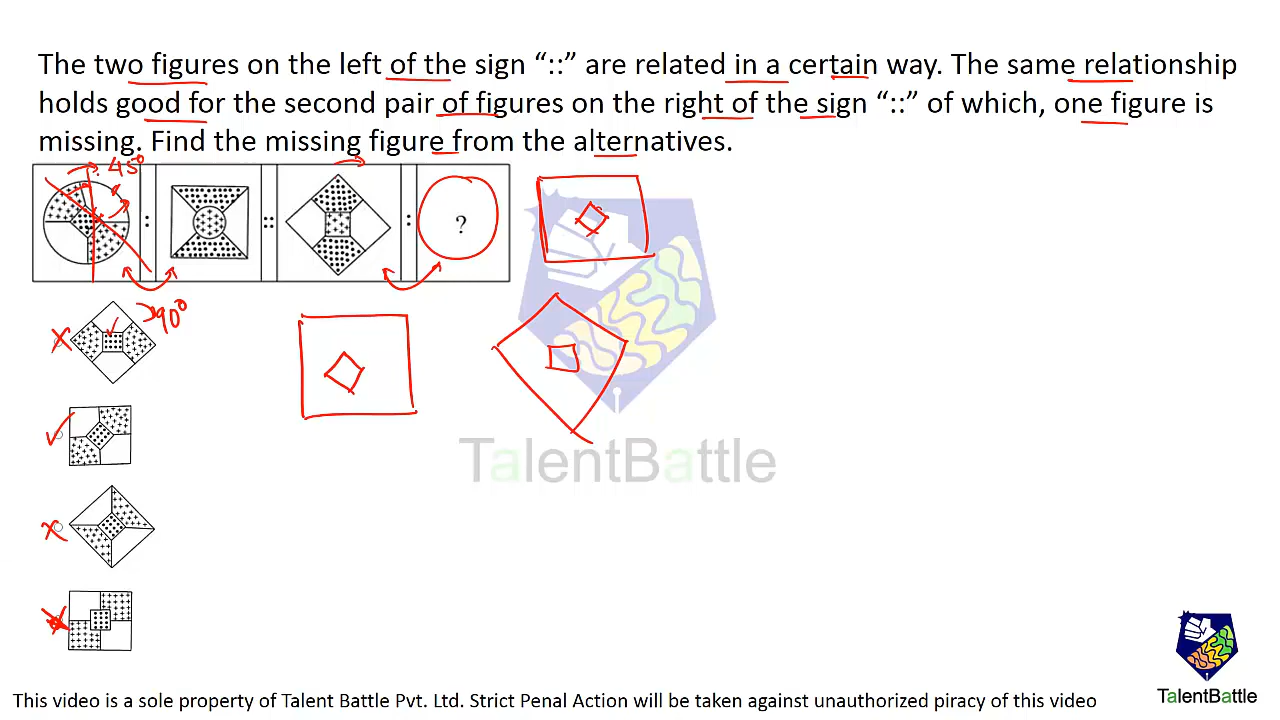 The two figures on the left of the sign “::” are related in a certain way. The same relationship
holds good for the second pair of figures on the right of the sign “::” of which, one figure is
missing. Find the missing figure from the alternatives.
45°
: :: : ?
90°
TalentBattle
TalentBattle
This video is a sole property of Talent Battle Pvt. Ltd. Strict Penal Action will be taken against unauthorized piracy of this video